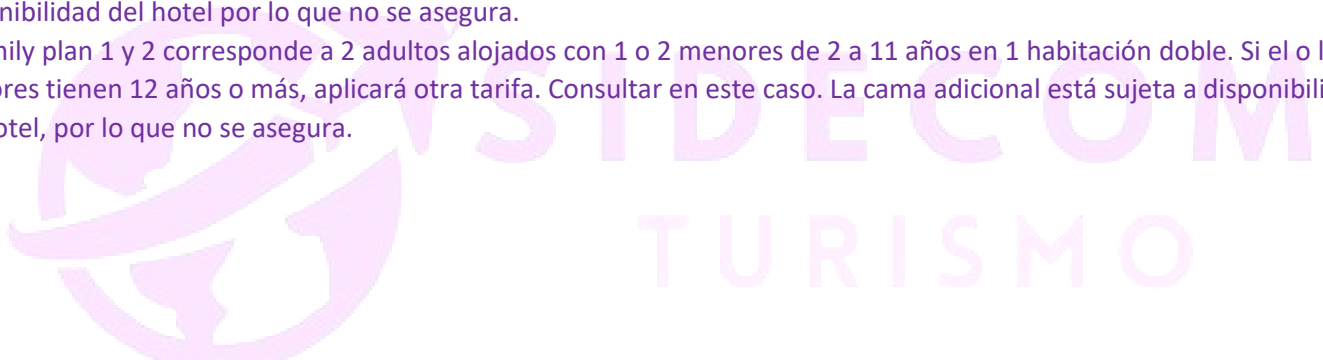 nibilidad del hotel por lo que no se asegura.
mily plan 1 y 2 corresponde a 2 adultos alojados con 1 o 2 menores de 2 a 11 años en 1 habitación doble. Si el o l
ores tienen 12 años o más, aplicará otra tarifa. Consultar en este caso. La cama adicional está sujeta a disponibili
otel, por lo que no se asegura.
SIDECOM
TURISMO